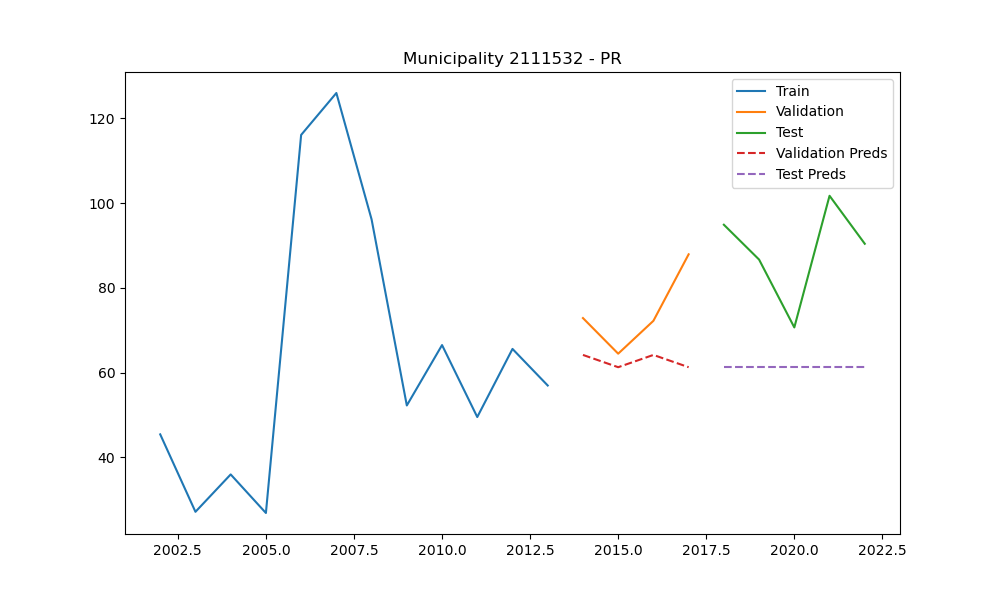 Municipality 2111532 - PR
Train
Validation
Test
Validation Preds
Test Preds
120
100
80
60
40
2002.5 2005.0 2007.5 2010.0 2012.5 2015.0 2017.5 2020.0 2022.5